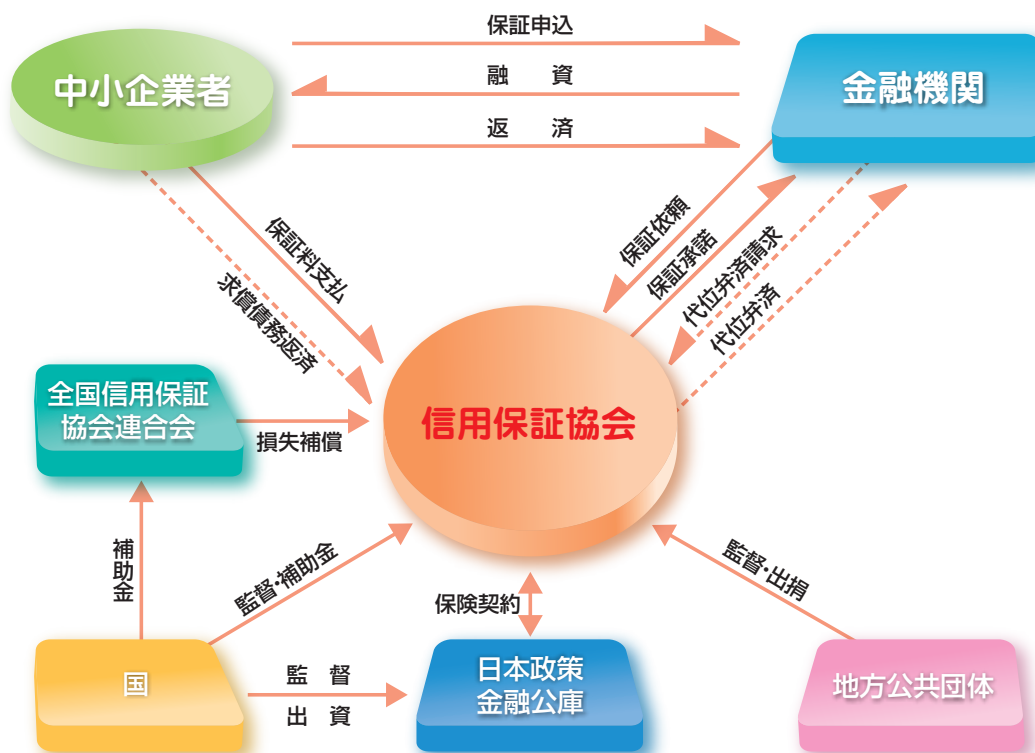 保証申込
中小企業者
融　資
金融機関
返　済
保証料支払
求償債務返済
保証依頼
保証承諾
代位弁済請求
代位弁済
全国信用保証
協会連合会
損失補償
信用保証協会
補助金
監督・補助金
保険契約
監督・出捐
国
監　督
出　資
日本政策
金融公庫
地方公共団体